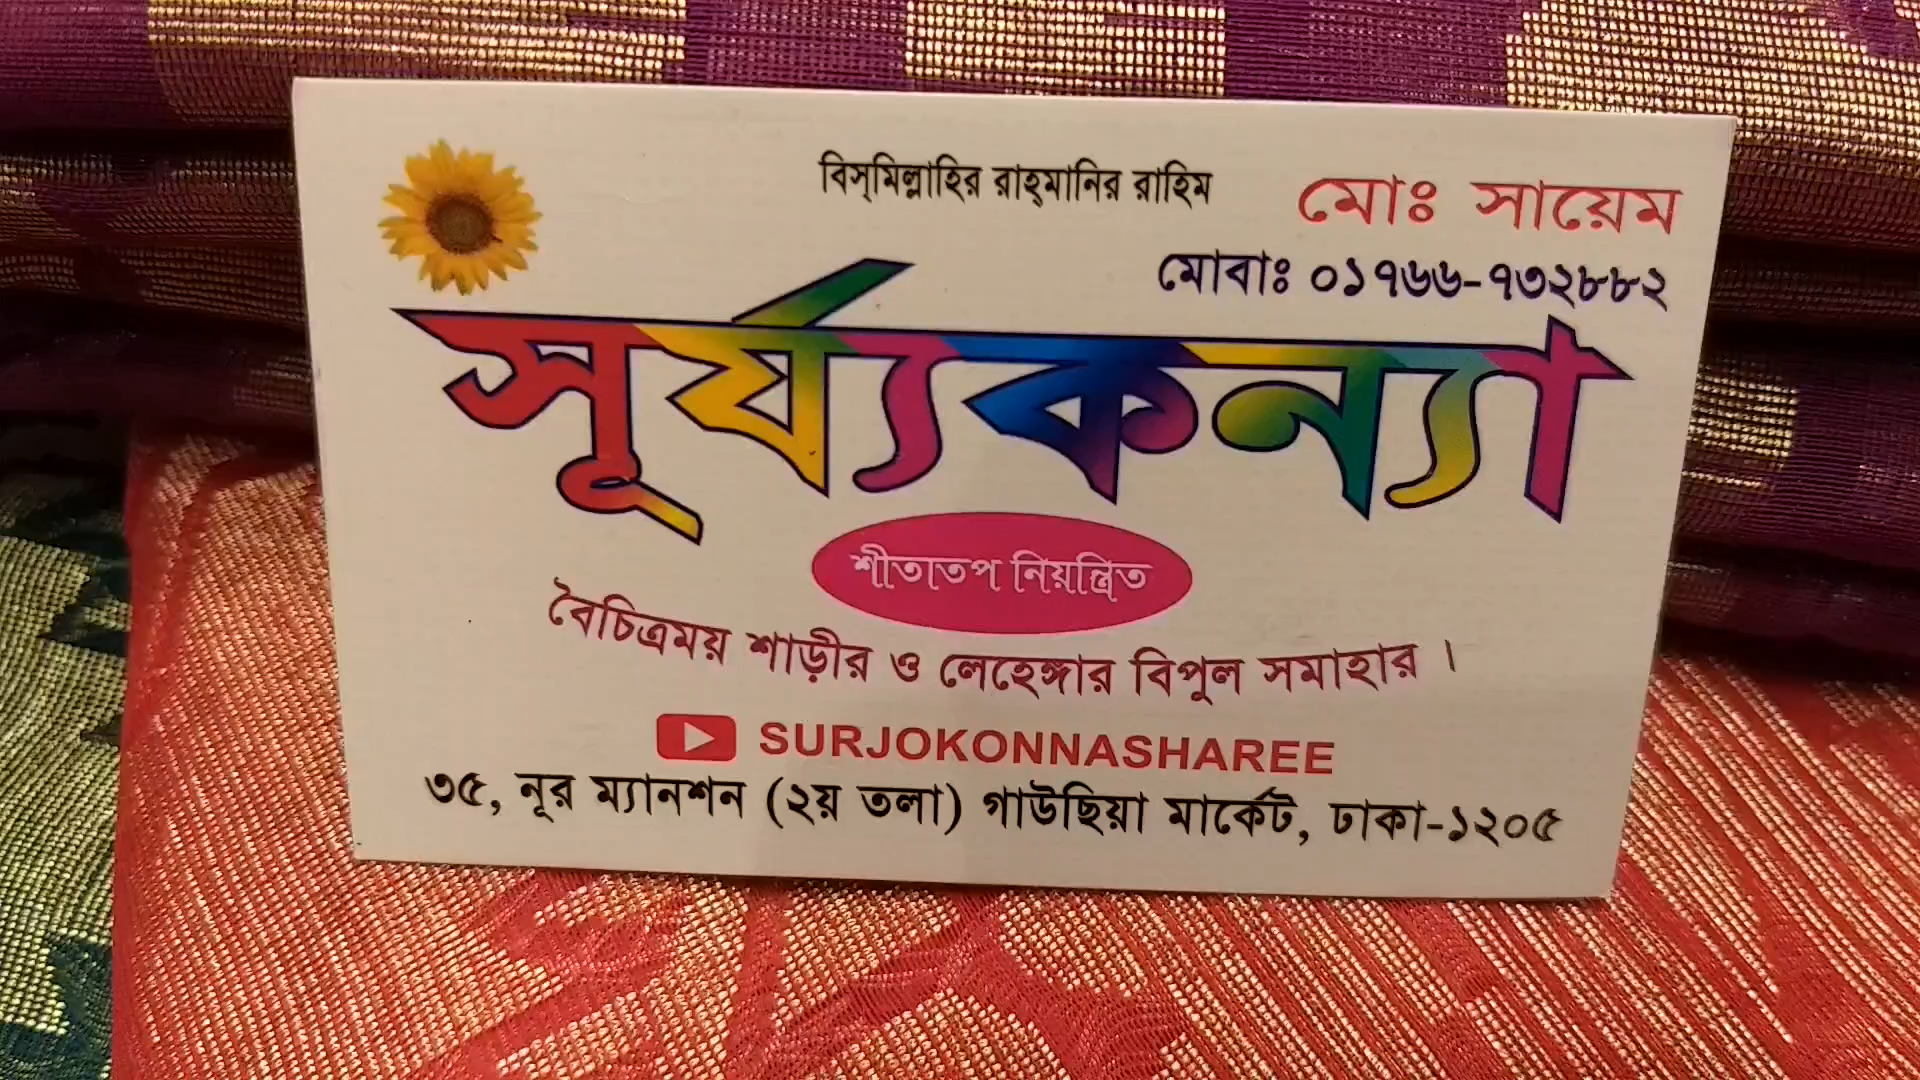 বিস্‌মিল্লাহির রাহ্‌মানির রাহিম
মোঃ সায়েম
মোবাঃ ০১৭৬৬-৭৩২৮৮২
সূর্য্যকন্যা
শীতাতপ নিয়ন্ত্রিত
বৈচিত্রময় শাড়ীর ও লেহেঙ্গার বিপুল সমাহার।
SURJOKONNASHAREE
৩৫, নূর ম্যানশন (২য় তলা) গাউছিয়া মার্কেট, ঢাকা-১২০৫